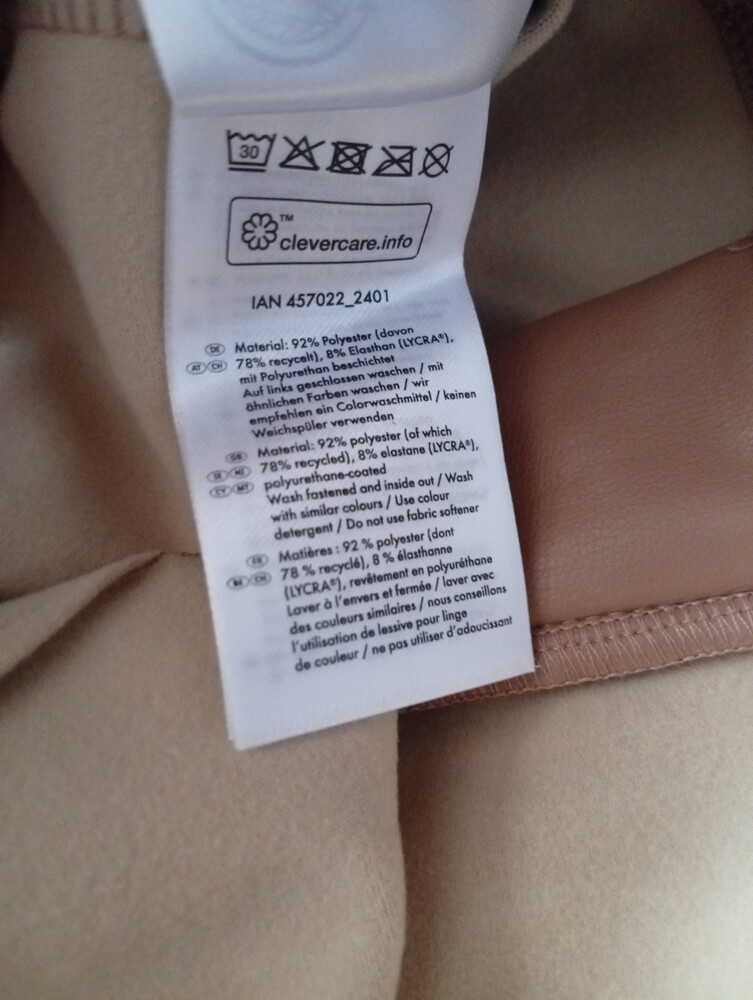 30
™
clevercare.info
IAN 457022_2401
DE Material: 92% Polyester (davon
AT CH 78% recycelt), 8% Elasthan (LYCRA®),
mit Polyurethan beschichtet
Auf links geschlossen waschen / mit
ähnlichen Farben waschen / wir
empfehlen ein Colorwaschmittel / keinen
Weichspüler verwenden
GB Material: 92% polyester (of which
IE NI 78% recycled), 8% elastane (LYCRA®),
CY MT polyurethane-coated
Wash fastened and inside out / Wash
with similar colours / Use colour
detergent / Do not use fabric softener
FR Matières : 92 % polyester (dont
BE CH 78 % recyclé), 8 % élasthanne
(LYCRA®), revêtement en polyuréthane
Laver à l'envers et fermée / laver avec
des couleurs similaires / nous conseillons
l'utilisation de lessive pour linge
de couleur / ne pas utiliser d'adoucissant